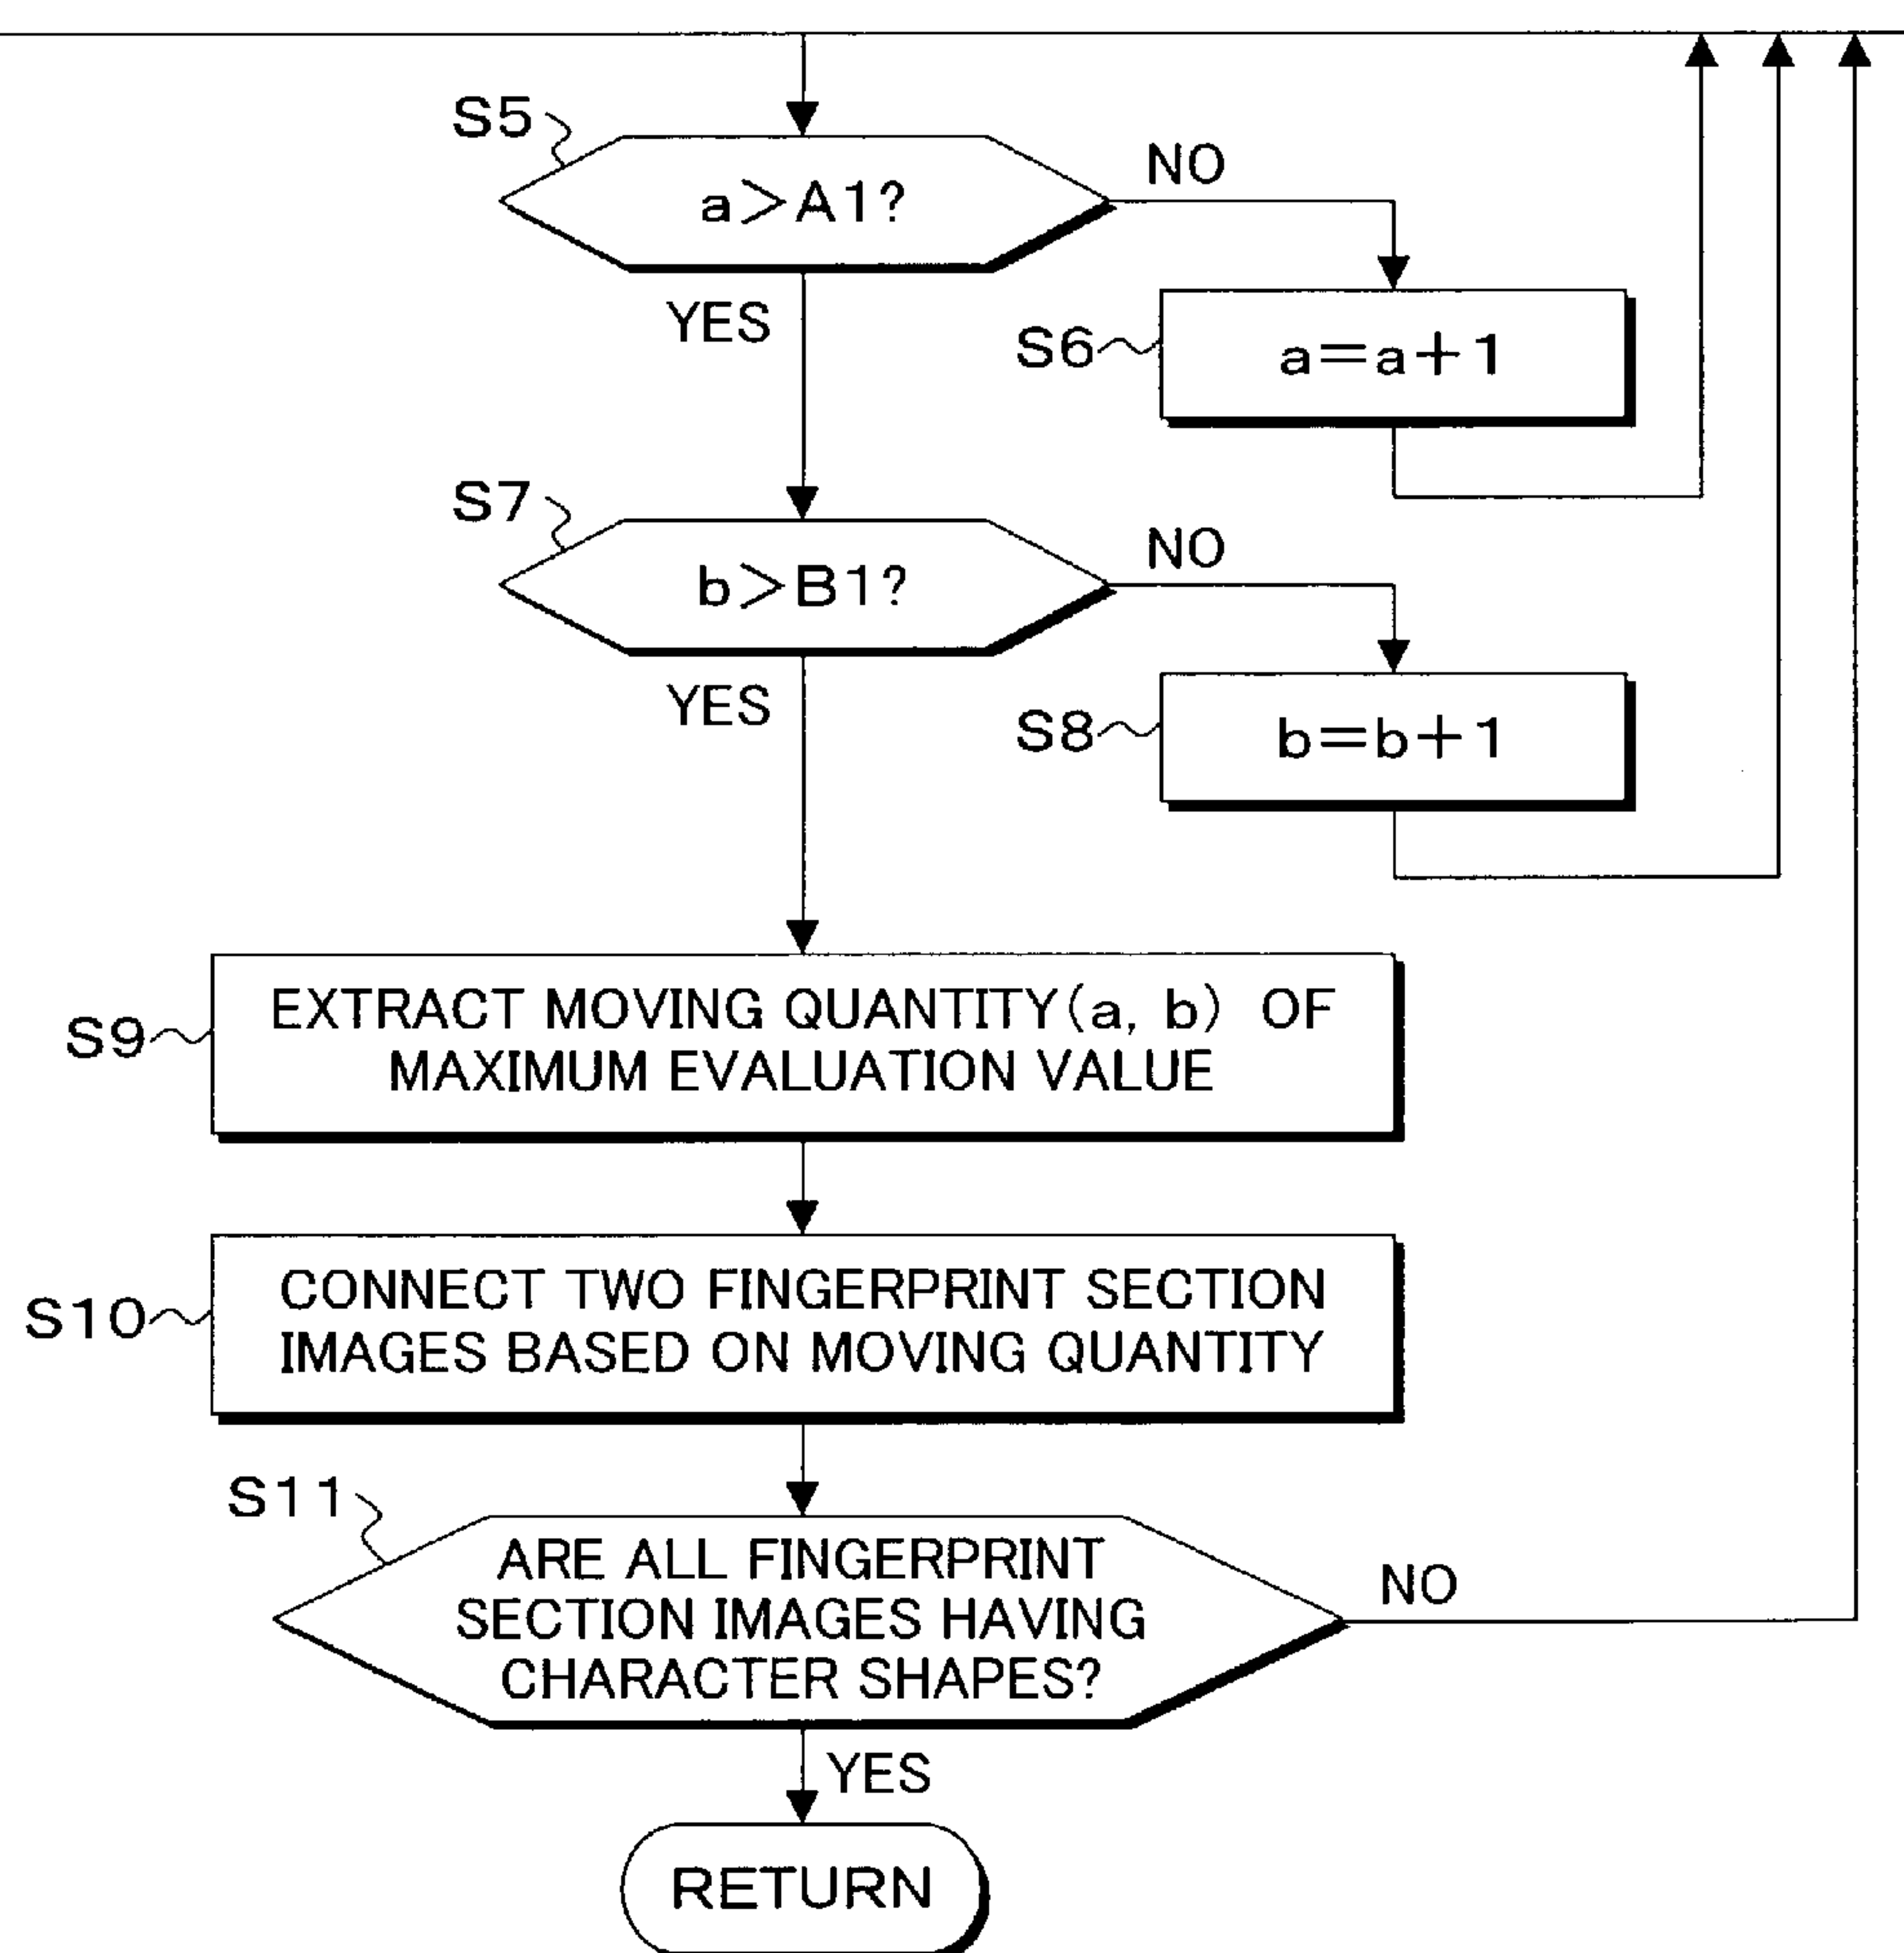 S5
a>A1?
NO
YES
S6
a=a+1
S7
b>B1?
NO
YES
S8
b=b+1
S9
EXTRACT MOVING QUANTITY(a, b) OF
MAXIMUM EVALUATION VALUE
S10
CONNECT TWO FINGERPRINT SECTION
IMAGES BASED ON MOVING QUANTITY
S11
ARE ALL FINGERPRINT
SECTION IMAGES HAVING
CHARACTER SHAPES?
NO
YES
RETURN